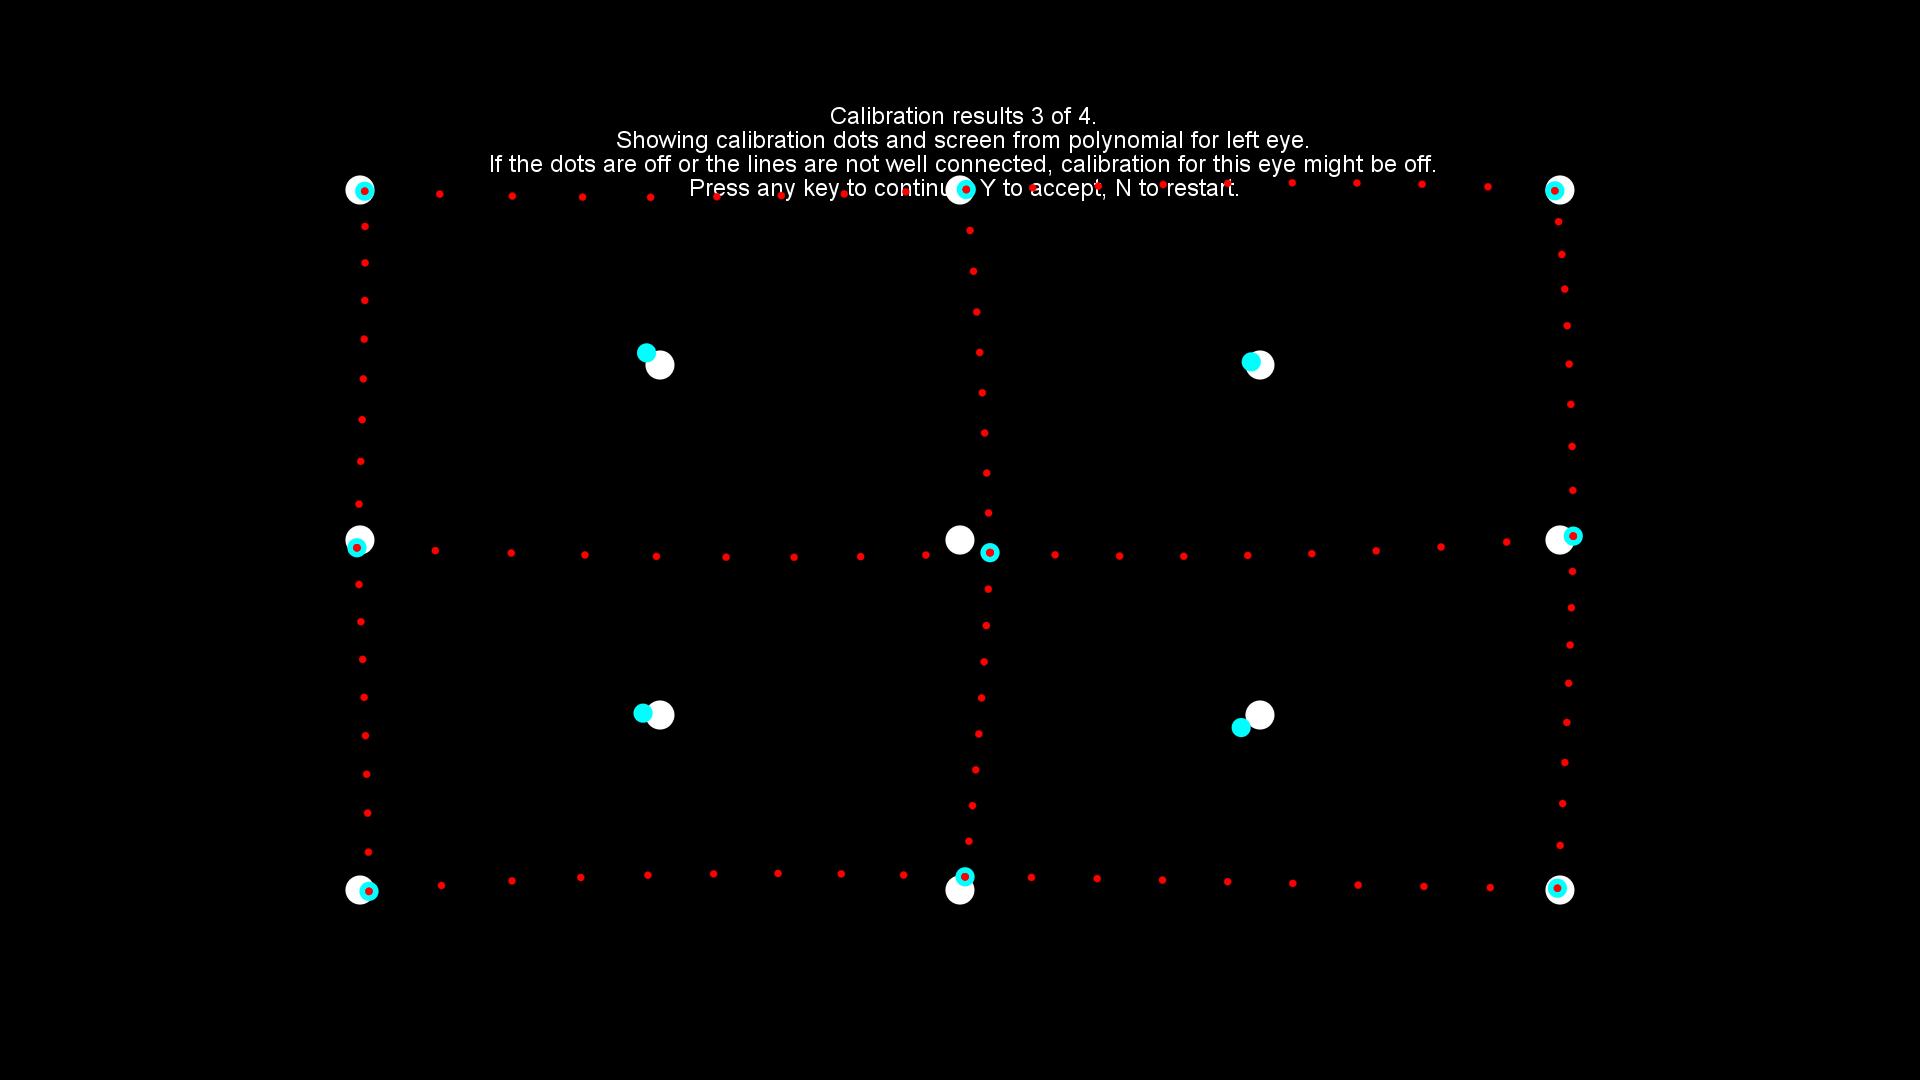 Calibration results 3 of 4.
Showing calibration dots and screen from polynomial for left eye.
If the dots are off or the lines are not well connected, calibration for this eye might be off.
Press any key to continue, Y to accept, N to restart.